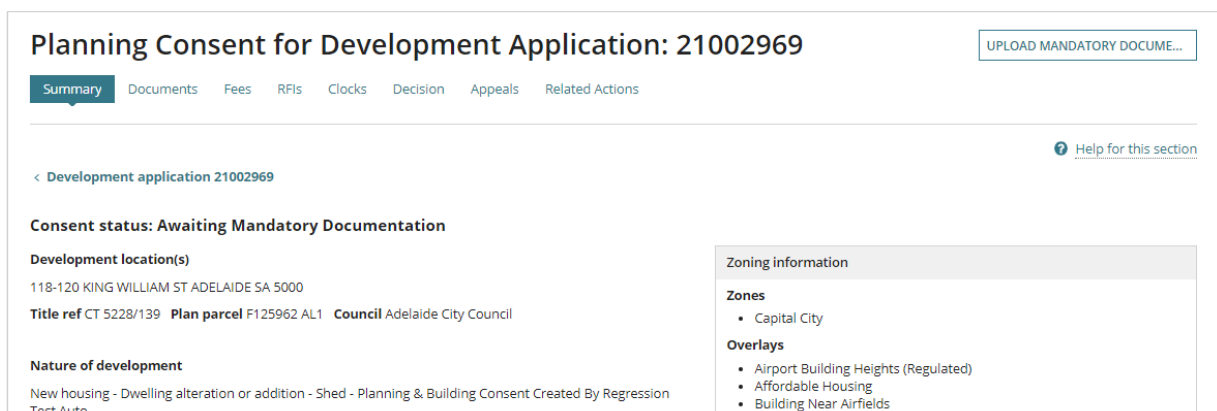 Planning Consent for Development Application: 21002969
UPLOAD MANDATORY DOCUME...
Summary Documents Fees RFIs Clocks Decision Appeals Related Actions
? Help for this section
< Development application 21002969
Consent status: Awaiting Mandatory Documentation
Development location(s)
118-120 KING WILLIAM ST ADELAIDE SA 5000
Title ref CT 5228/139 Plan parcel F125962 AL1 Council Adelaide City Council
Nature of development
New housing - Dwelling alteration or addition - Shed - Planning & Building Consent Created By Regression
Test Auto
Zoning information
Zones
• Capital City
Overlays
• Airport Building Heights (Regulated)
• Affordable Housing
• Building Near Airfields